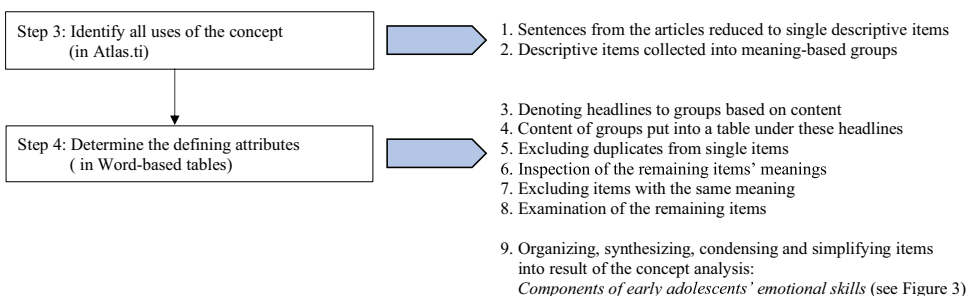 Step 3: Identify all uses of the concept
(in Atlas.ti)
1. Sentences from the articles reduced to single descriptive items
2. Descriptive items collected into meaning-based groups
Step 4: Determine the defining attributes
( in Word-based tables)
3. Denoting headlines to groups based on content
4. Content of groups put into a table under these headlines
5. Excluding duplicates from single items
6. Inspection of the remaining items’ meanings
7. Excluding items with the same meaning
8. Examination of the remaining items
9. Organizing, synthesizing, condensing and simplifying items
into result of the concept analysis:
Components of early adolescents’ emotional skills (see Figure 3)